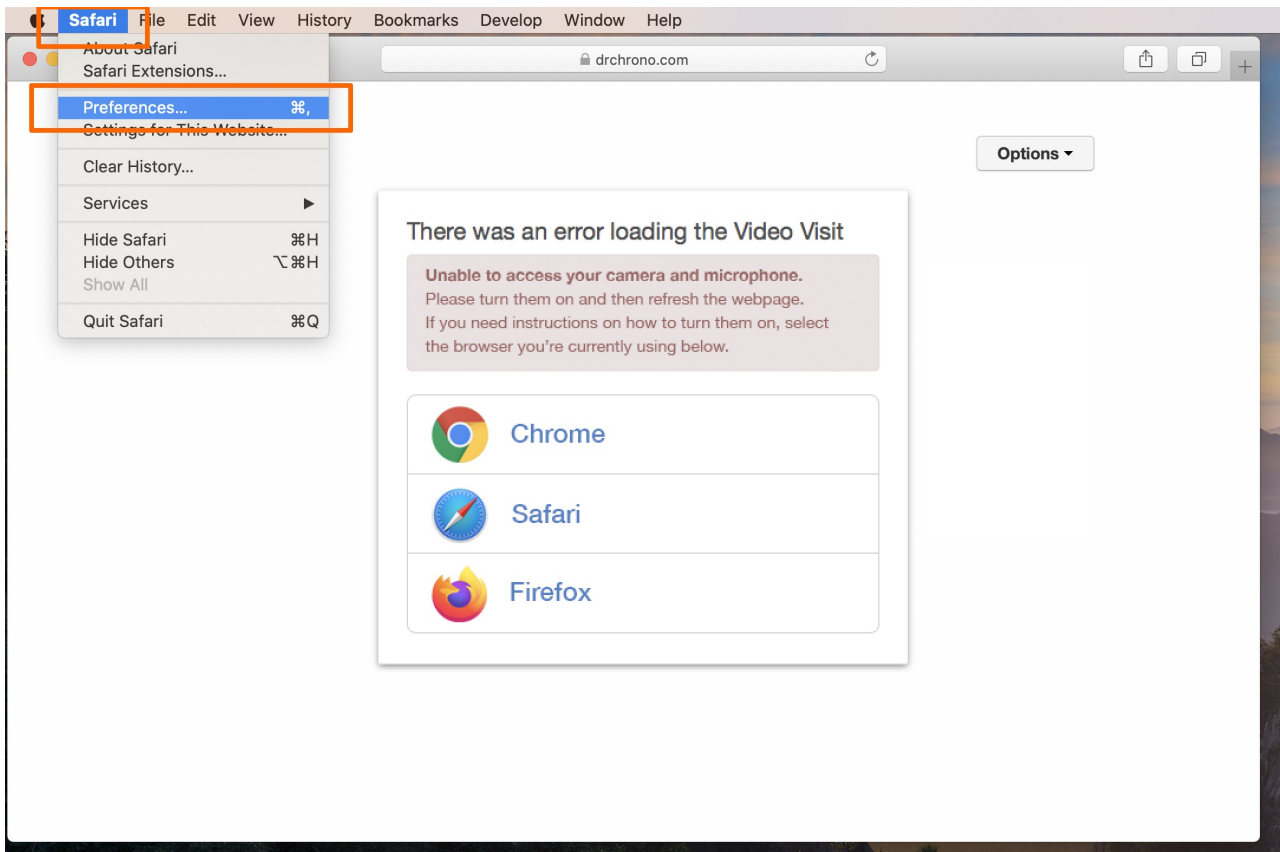 Safari File Edit View History Bookmarks Develop Window Help
About Safari
Safari Extensions...
Preferences... ⌘,
Settings for This Website...
Clear History...
Services ▶
Hide Safari ⌘H
Hide Others ⌥⌘H
Show All
Quit Safari ⌘Q
drchrono.com
Options
There was an error loading the Video Visit
Unable to access your camera and microphone.
Please turn them on and then refresh the webpage.
If you need instructions on how to turn them on, select
the browser you're currently using below.
Chrome
Safari
Firefox